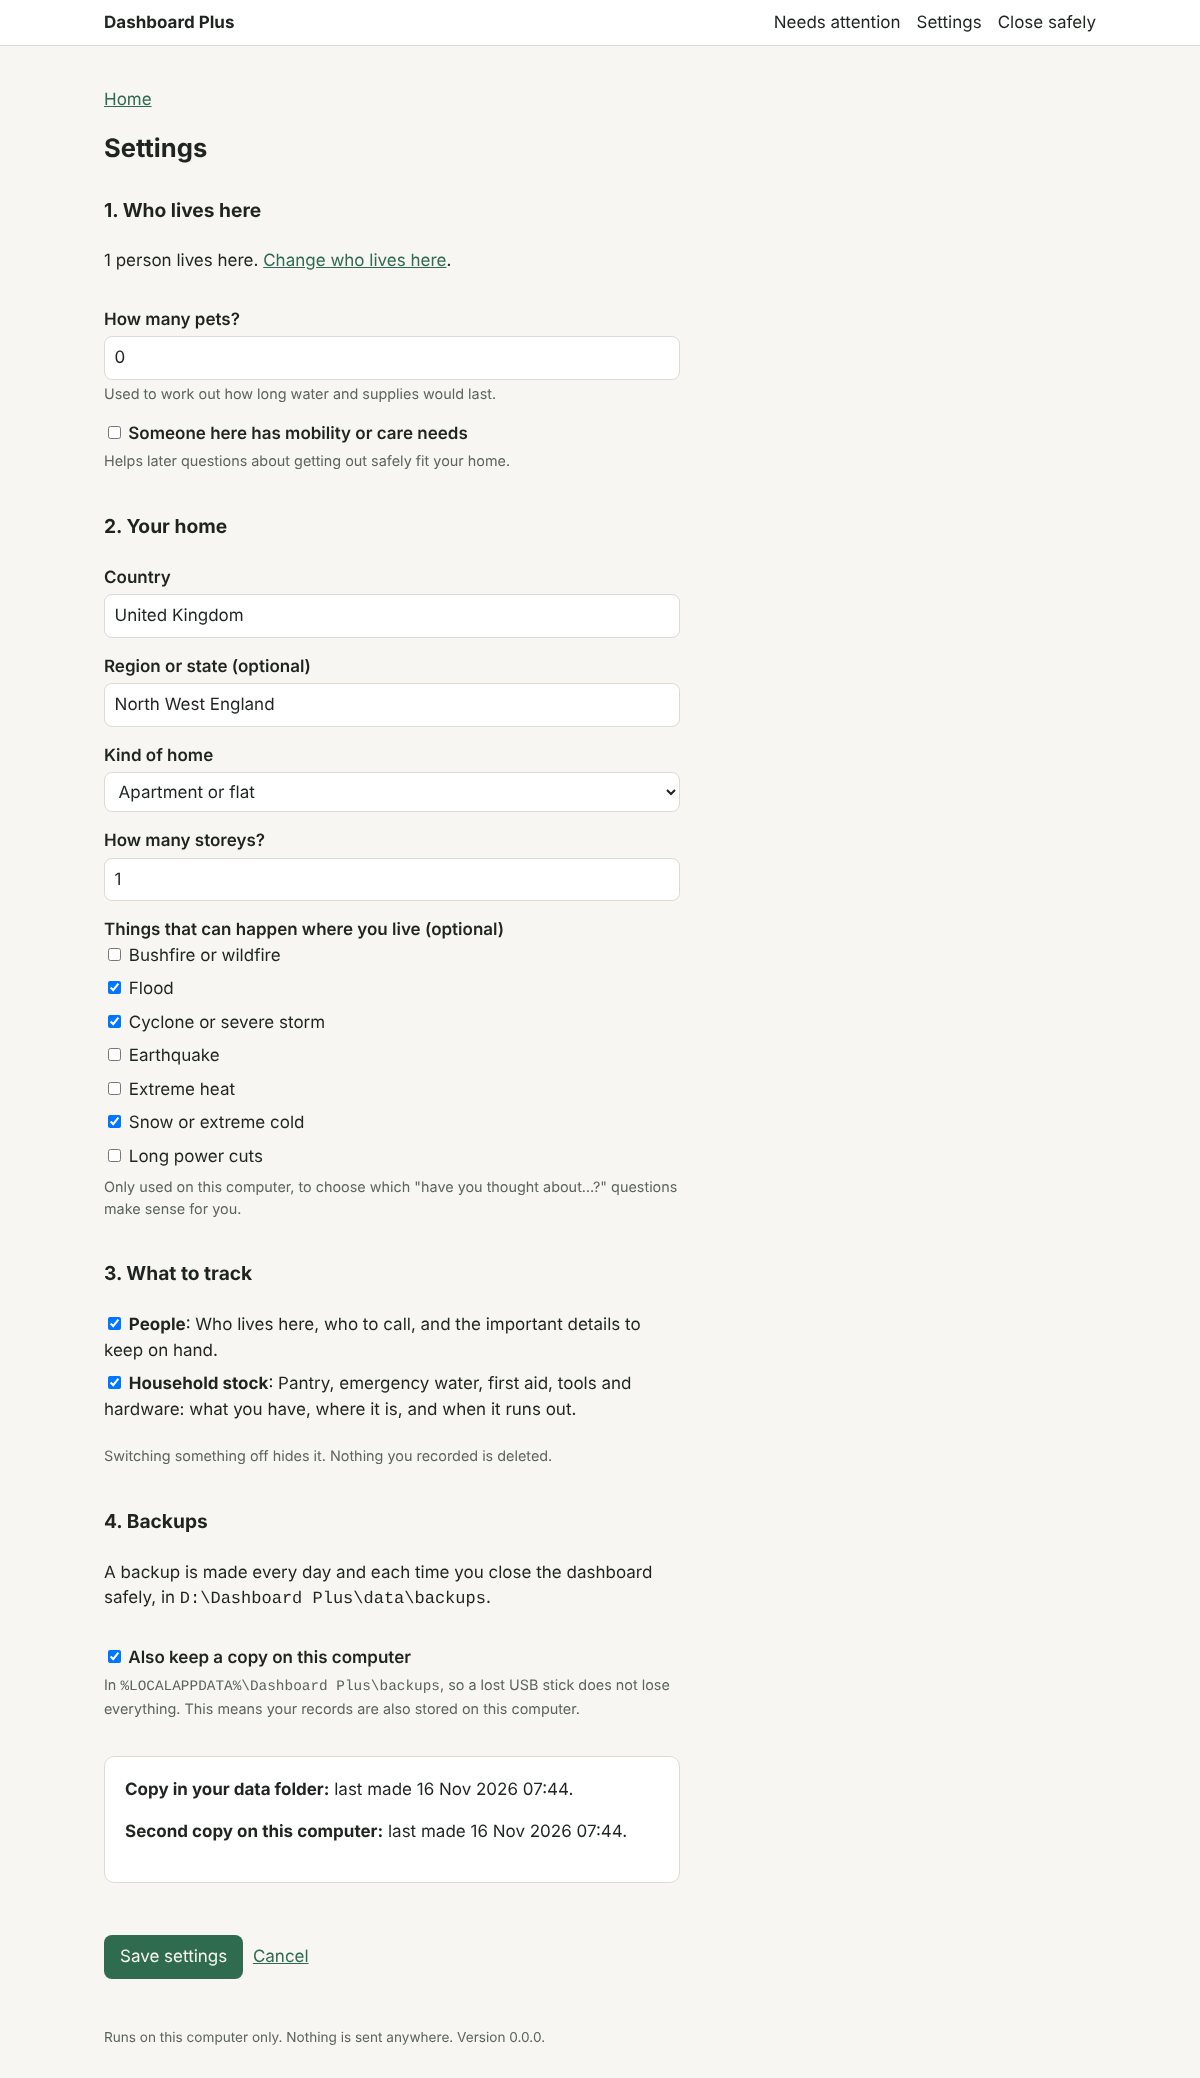 Dashboard Plus
Needs attention Settings Close safely
Home
Settings
1. Who lives here
1 person lives here. Change who lives here.
How many pets?
0
Used to work out how long water and supplies would last.
Someone here has mobility or care needs
Helps later questions about getting out safely fit your home.
2. Your home
Country
United Kingdom
Region or state (optional)
North West England
Kind of home
Apartment or flat
How many storeys?
1
Things that can happen where you live (optional)
Bushfire or wildfire
Flood
Cyclone or severe storm
Earthquake
Extreme heat
Snow or extreme cold
Long power cuts
Only used on this computer, to choose which "have you thought about...?" questions
make sense for you.
3. What to track
People: Who lives here, who to call, and the important details to
keep on hand.
Household stock: Pantry, emergency water, first aid, tools and
hardware: what you have, where it is, and when it runs out.
Switching something off hides it. Nothing you recorded is deleted.
4. Backups
A backup is made every day and each time you close the dashboard
safely, in D:\Dashboard Plus\data\backups.
Also keep a copy on this computer
In %LOCALAPPDATA%\Dashboard Plus\backups, so a lost USB stick does not lose
everything. This means your records are also stored on this computer.
Copy in your data folder: last made 16 Nov 2026 07:44.
Second copy on this computer: last made 16 Nov 2026 07:44.
Save settings Cancel
Runs on this computer only. Nothing is sent anywhere. Version 0.0.0.